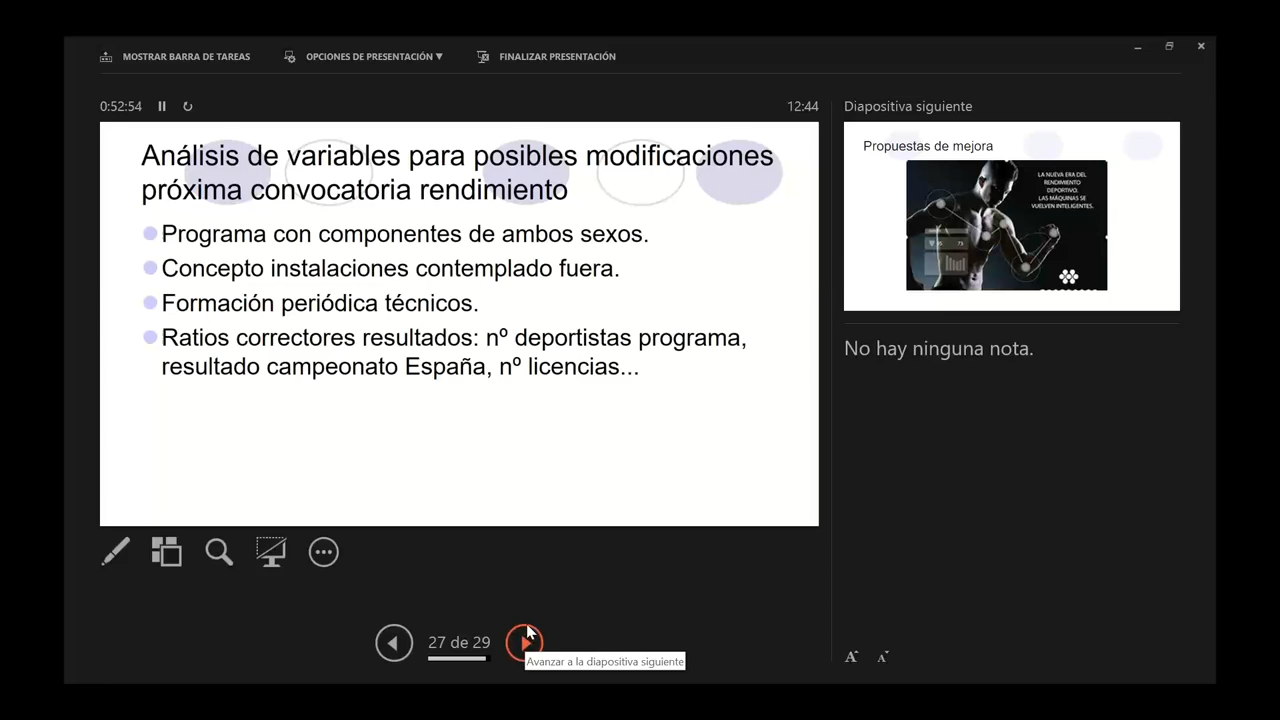 MOSTRAR BARRA DE TAREAS
OPCIONES DE PRESENTACIÓN ▼
FINALIZAR PRESENTACIÓN
0:52:54
12:44
Análisis de variables para posibles modificaciones
próxima convocatoria rendimiento
Programa con componentes de ambos sexos.
Concepto instalaciones contemplado fuera.
Formación periódica técnicos.
Ratios correctores resultados: nº deportistas programa,
resultado campeonato España, nº licencias...
27 de 29
Avanzar a la diapositiva siguiente
Diapositiva siguiente
Propuestas de mejora
LA NUEVA ERA DEL
RENDIMIENTO
DEPORTIVO.
LAS MÁQUINAS SE
VUELVEN INTELIGENTES.
No hay ninguna nota.
A A